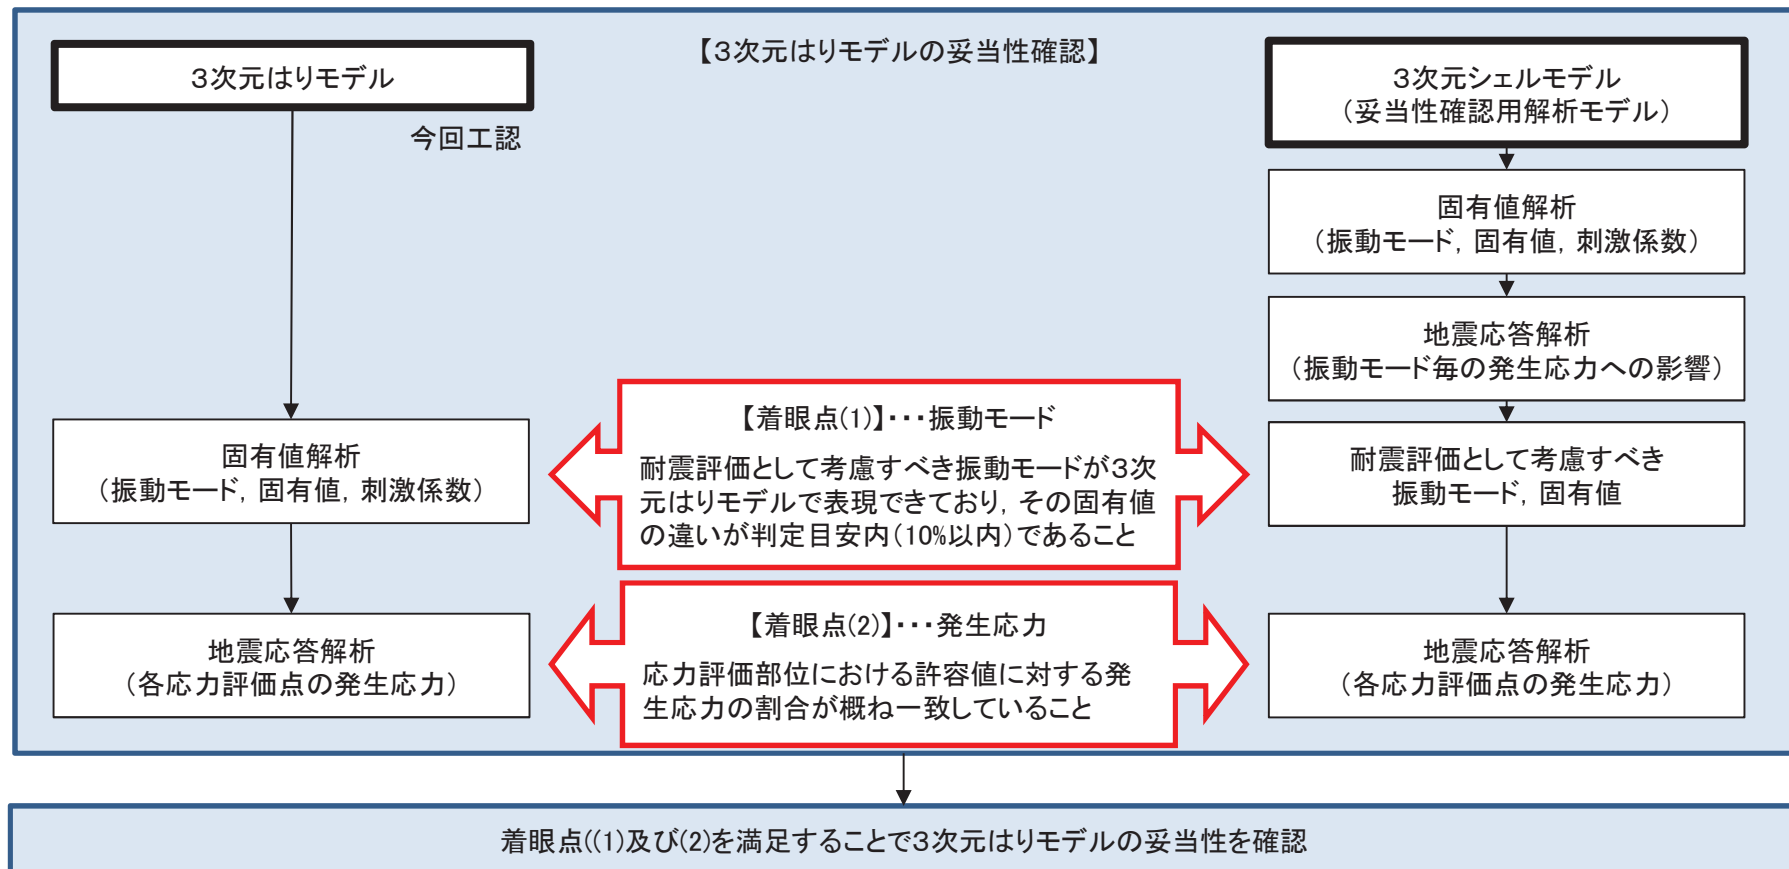 【３次元はりモデルの妥当性確認】
３次元はりモデル
今回工認
固有値解析
（振動モード，固有値，刺激係数）
地震応答解析
（各応力評価点の発生応力）
【着眼点(1)】・・・振動モード
耐震評価として考慮すべき振動モードが３次
元はりモデルで表現できており，その固有値
の違いが判定目安内（10%以内）であること
【着眼点(2)】・・・発生応力
応力評価部位における許容値に対する発
生応力の割合が概ね一致していること
３次元シェルモデル
（妥当性確認用解析モデル）
固有値解析
（振動モード，固有値，刺激係数）
地震応答解析
（振動モード毎の発生応力への影響）
耐震評価として考慮すべき
振動モード，固有値
地震応答解析
（各応力評価点の発生応力）
着眼点((1)及び(2)を満足することで３次元はりモデルの妥当性を確認